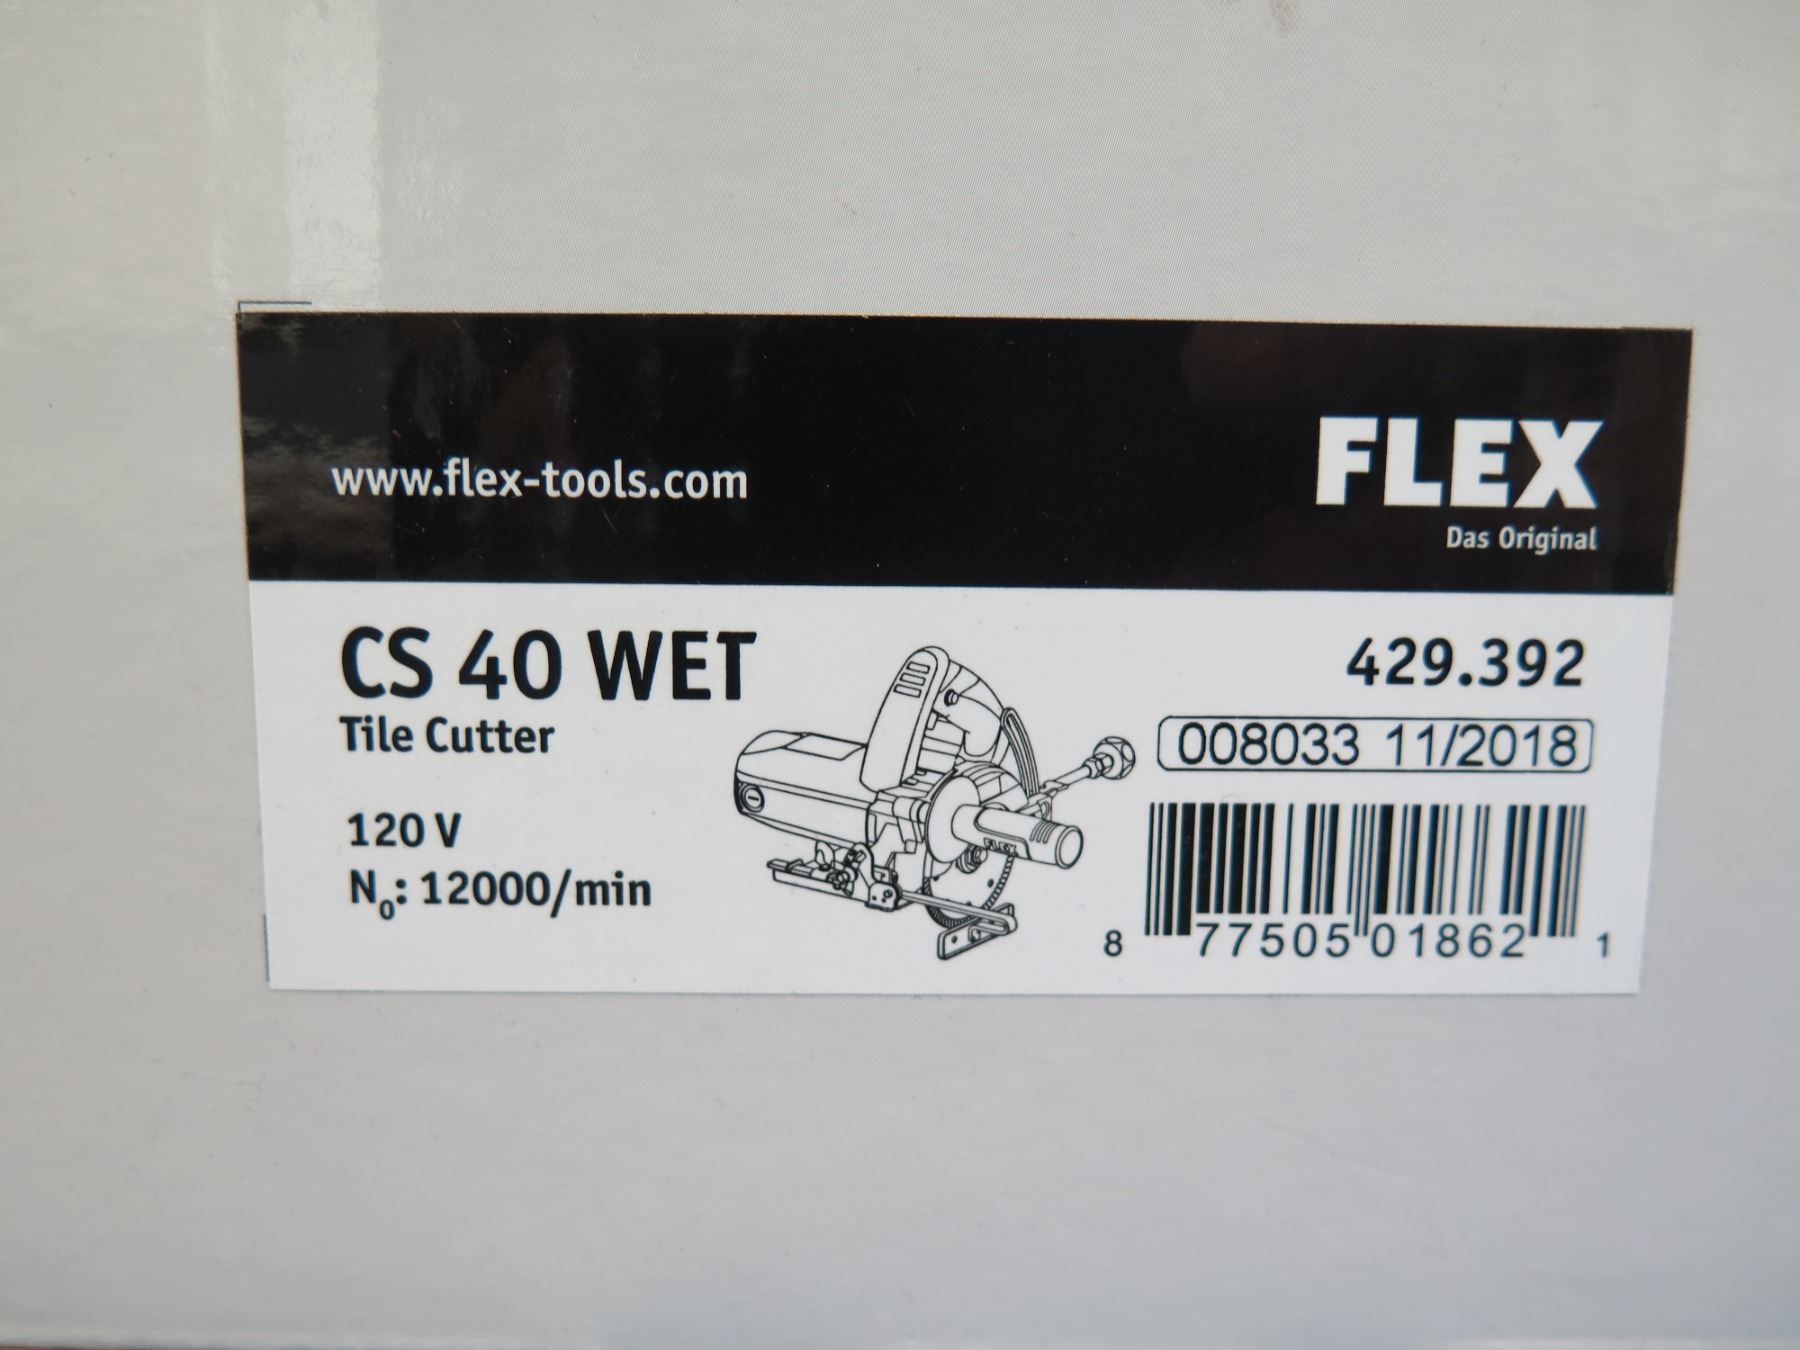 www.flex-tools.com
FLEX
Das Original
CS 40 WET
Tile Cutter
120 V
N0: 12000/min
FLEX
429.392
008033 11/2018
8 77505 01862 1